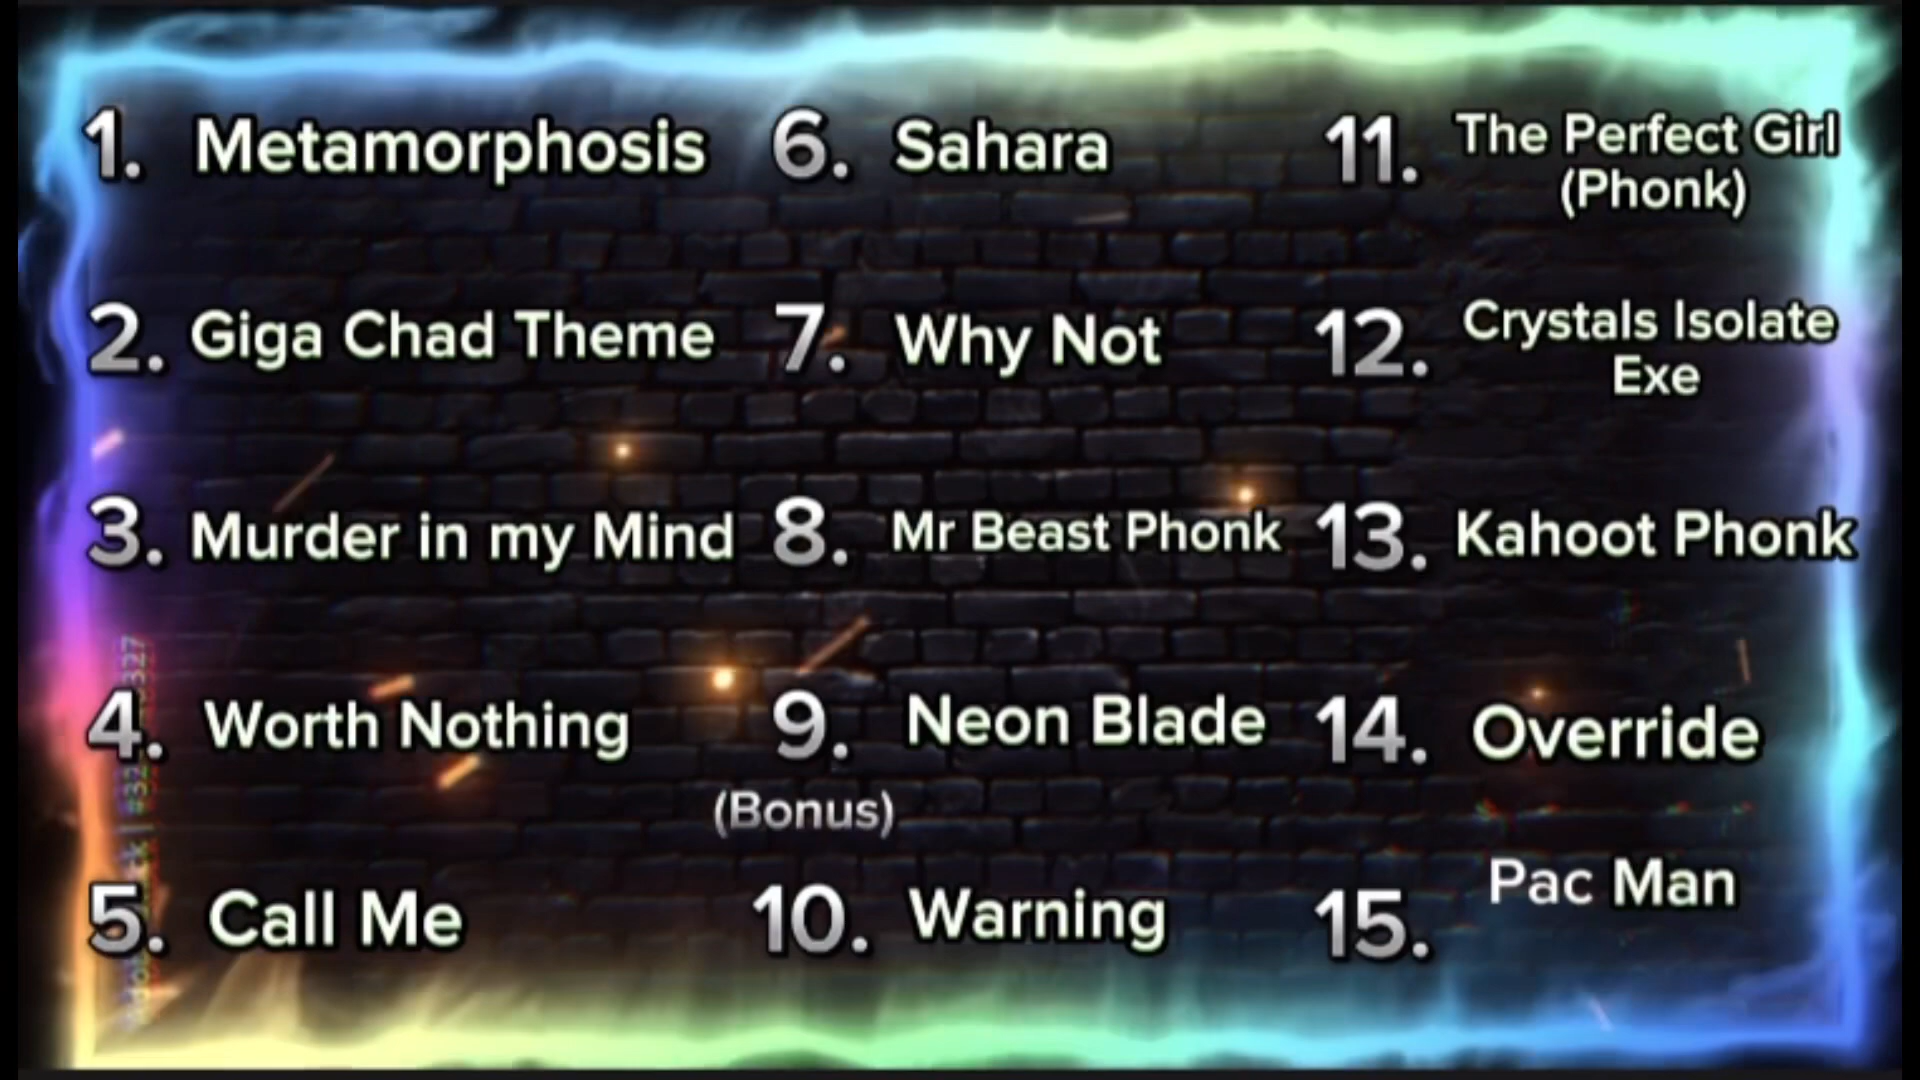 1. Metamorphosis
2. Giga Chad Theme
3. Murder in my Mind
4. Worth Nothing
5. Call Me
6. Sahara
7. Why Not
8. Mr Beast Phonk
9. Neon Blade
(Bonus)
10. Warning
11. The Perfect Girl
(Phonk)
12. Crystals Isolate
Exe
13. Kahoot Phonk
14. Override
15. Pac Man